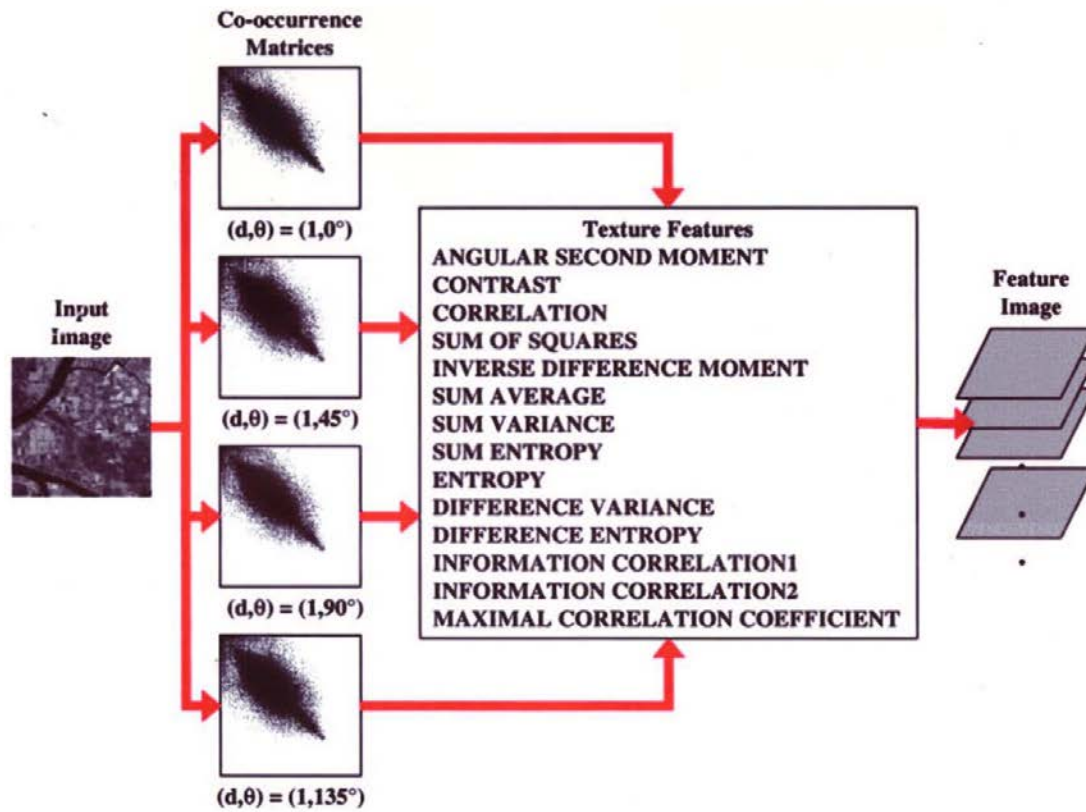 Co-occurrence
Matrices
(d,θ) = (1,0°)
(d,θ) = (1,45°)
(d,θ) = (1,90°)
(d,θ) = (1,135°)
Input
Image
Texture Features
ANGULAR SECOND MOMENT
CONTRAST
CORRELATION
SUM OF SQUARES
INVERSE DIFFERENCE MOMENT
SUM AVERAGE
SUM VARIANCE
SUM ENTROPY
ENTROPY
DIFFERENCE VARIANCE
DIFFERENCE ENTROPY
INFORMATION CORRELATION1
INFORMATION CORRELATION2
MAXIMAL CORRELATION COEFFICIENT
Feature
Image